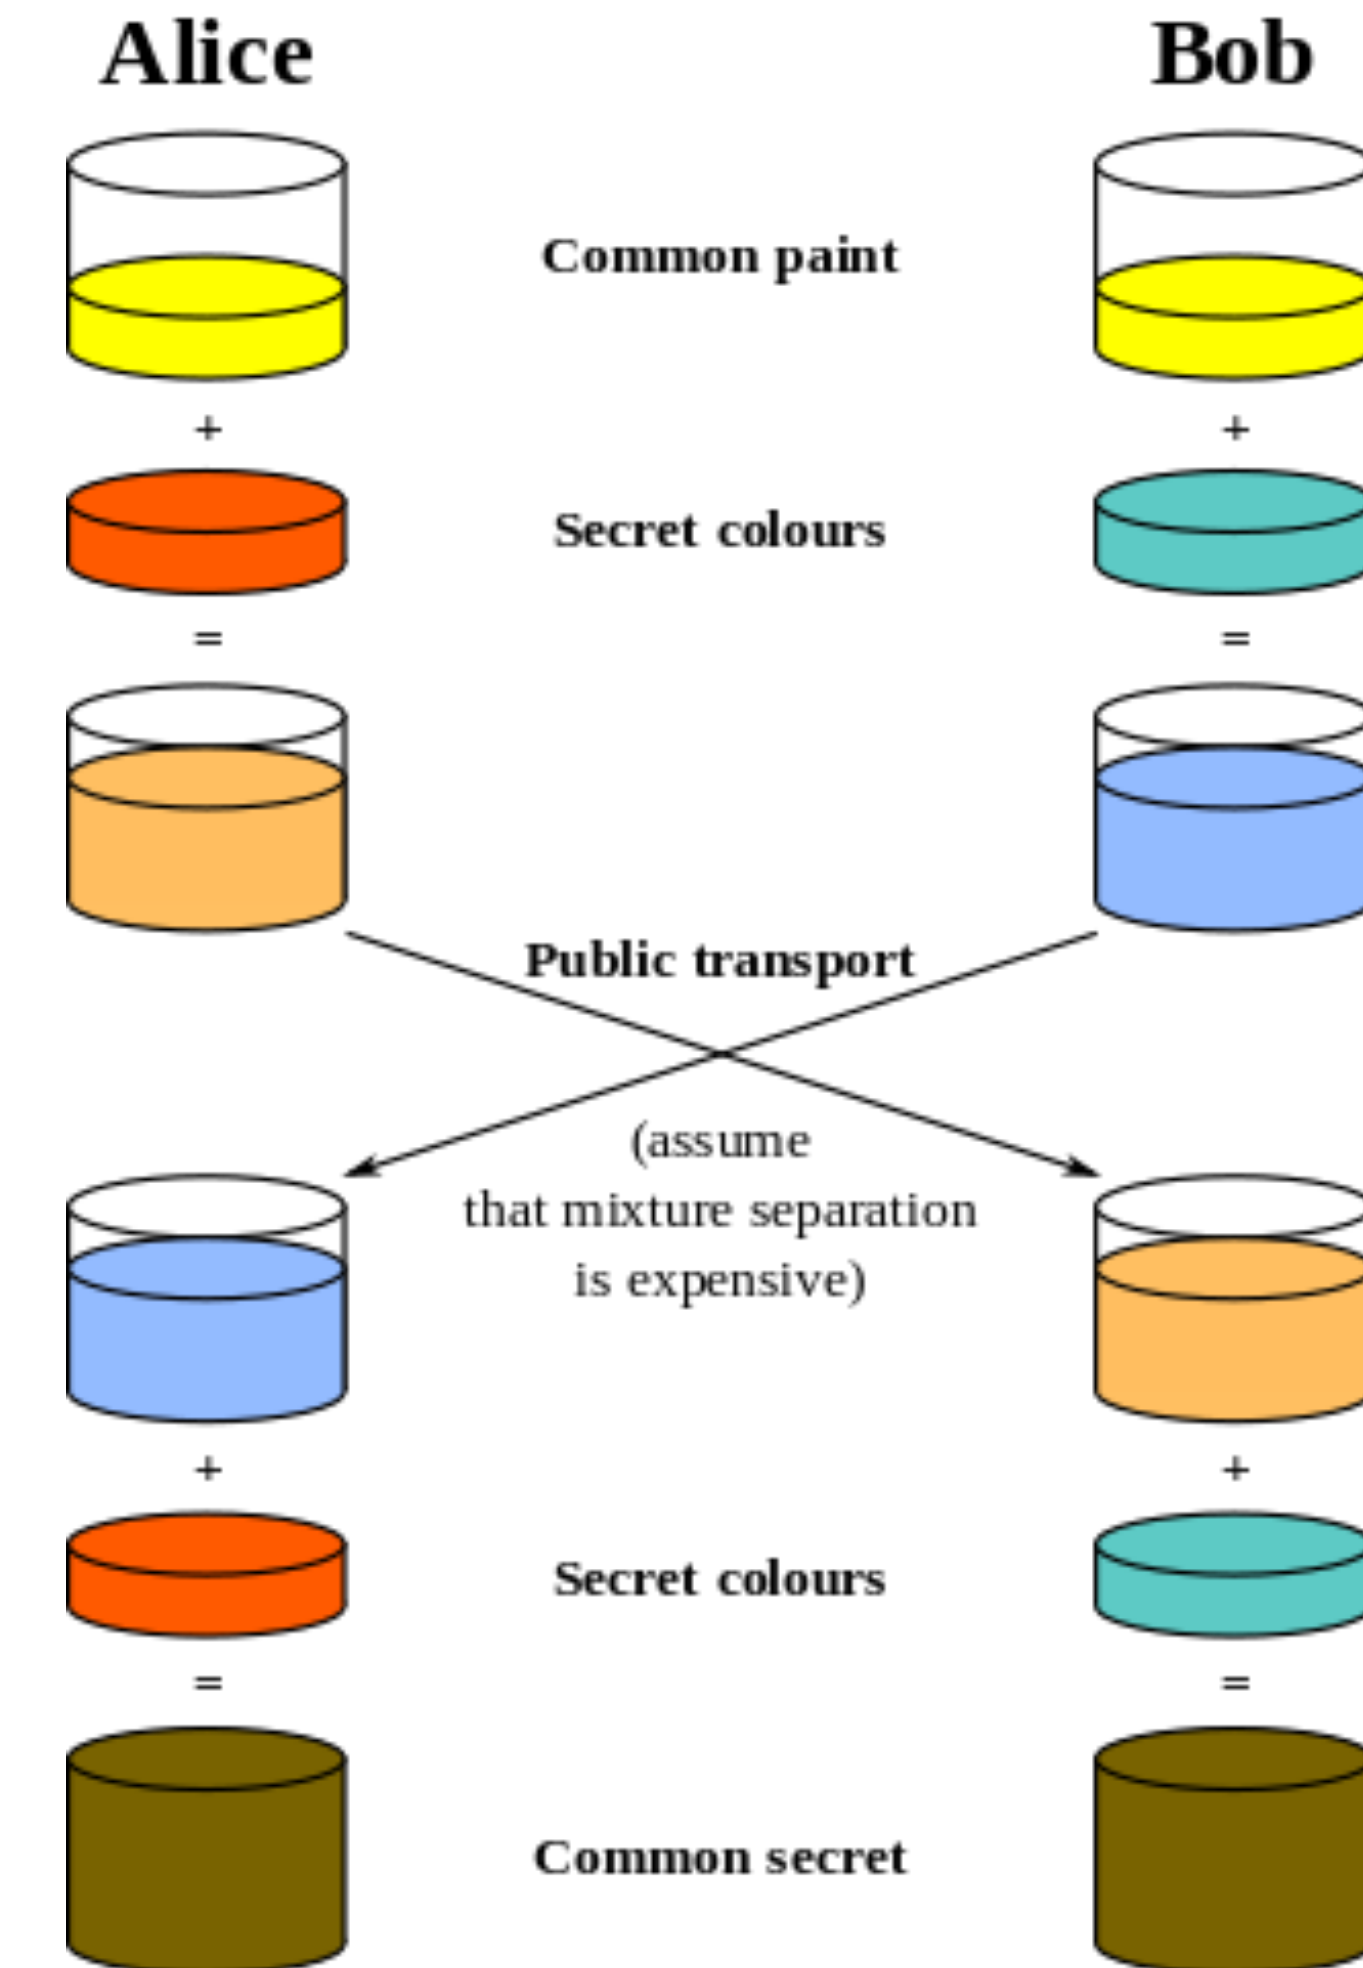 Alice
Bob
Common paint
+
+
Secret colours
=
=
Public transport
(assume
that mixture separation
is expensive)
+
+
Secret colours
=
=
Common secret